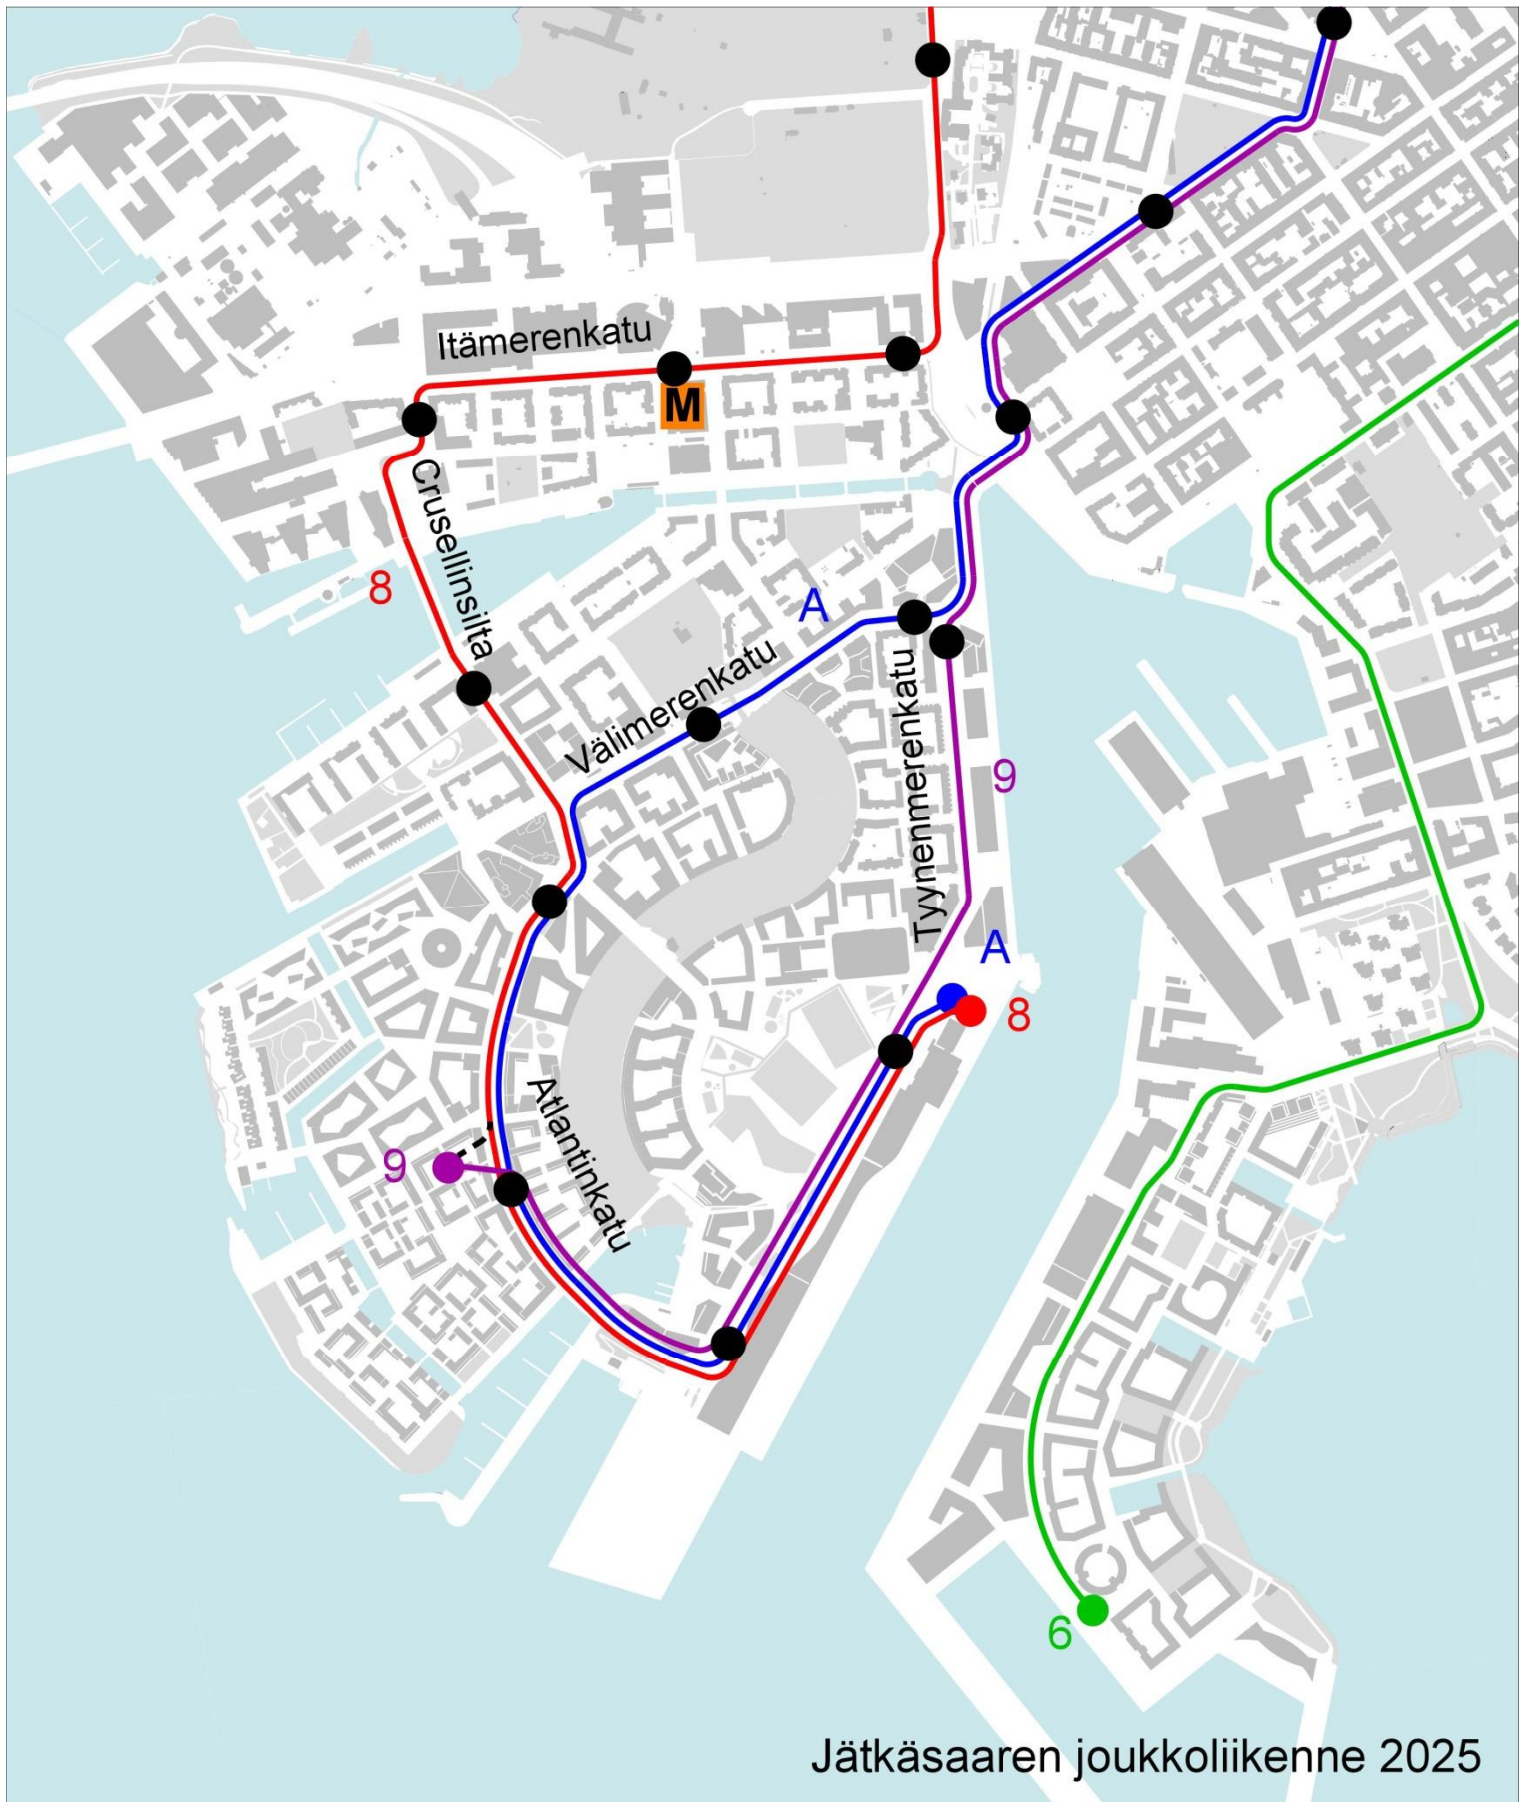 Itämerenkatu
M
Crusellinsilta
8
A
Välimerenkatu
Tyynenmerenkatu
9
A
8
Atlantinkatu
9
6
Jätkäsaaren joukkoliikenne 2025